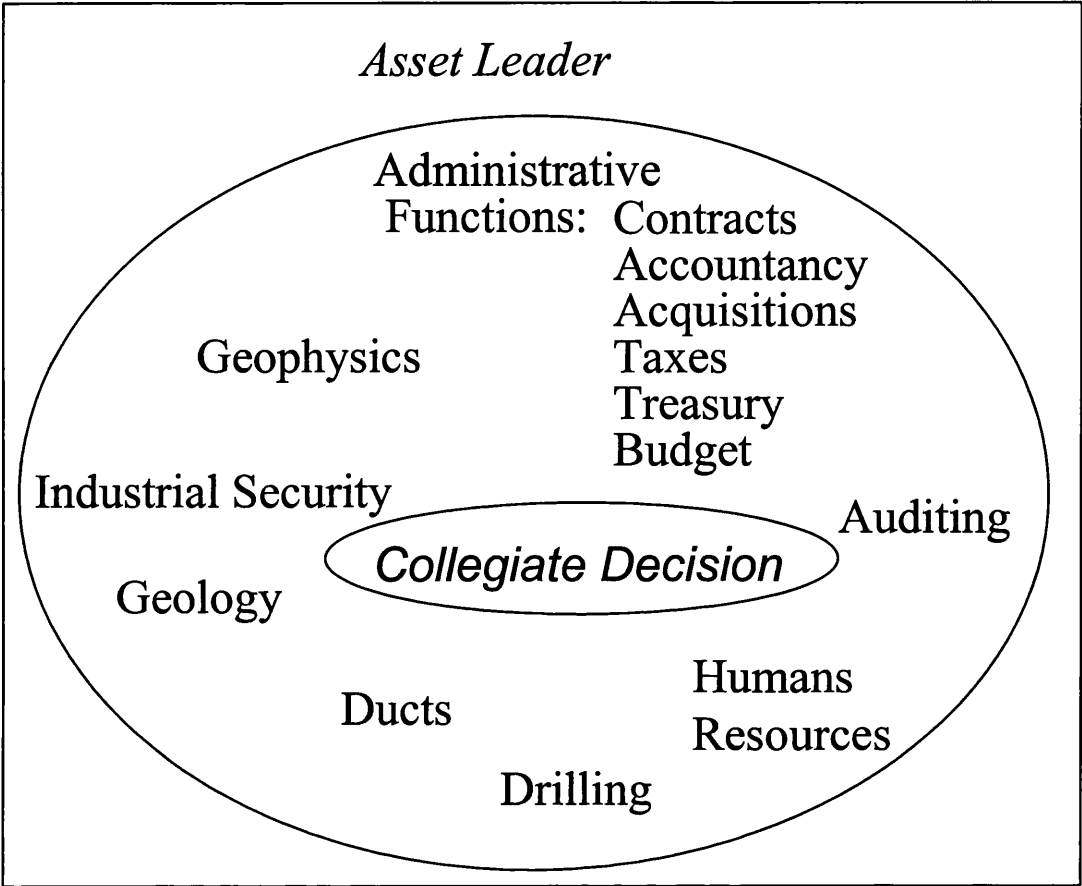 Asset Leader
Administrative
Functions: Contracts
Accountancy
Acquisitions
Geophysics Taxes
Treasury
Budget
Industrial Security
Auditing
Collegiate Decision
Geology
Humans
Ducts
Resources
Drilling